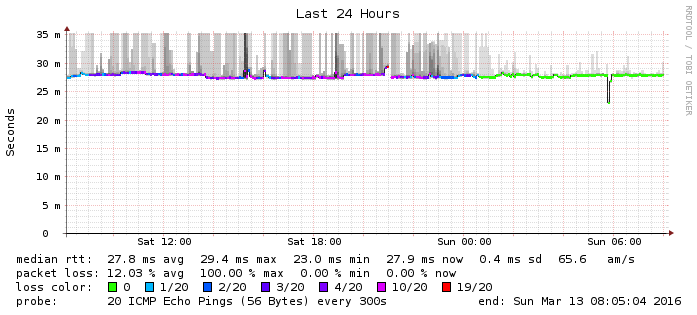 Last 24 Hours
RRDTOOL / TOBI OETIKER
Seconds
35 m
30 m
25 m
20 m
15 m
10 m
5 m
0
Sat 12:00 Sat 18:00 Sun 00:00 Sun 06:00
median rtt: 27.8 ms avg 29.4 ms max 23.0 ms min 27.9 ms now 0.4 ms sd 65.6 am/s
packet loss: 12.03 % avg 100.00 % max 0.00 % min 0.00 % now
loss color: 0 1/20 2/20 3/20 4/20 10/20 19/20
probe: 20 ICMP Echo Pings (56 Bytes) every 300s end: Sun Mar 13 08:05:04 2016